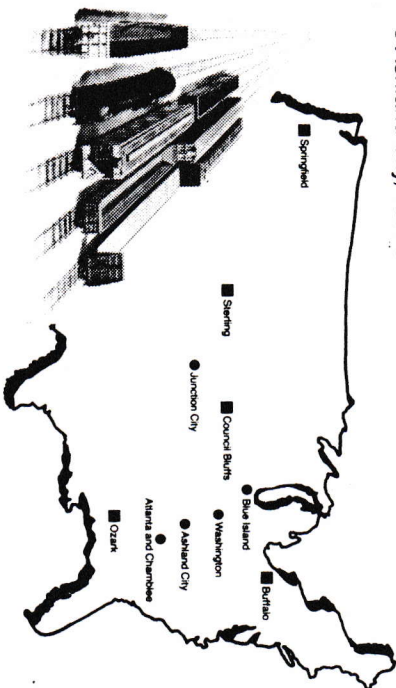 Springfield
Sterling
Junction City
Council Bluffs
Blue Island
Washington
Ashland City
Atlanta and Chamblee
Ozark
Buffalo